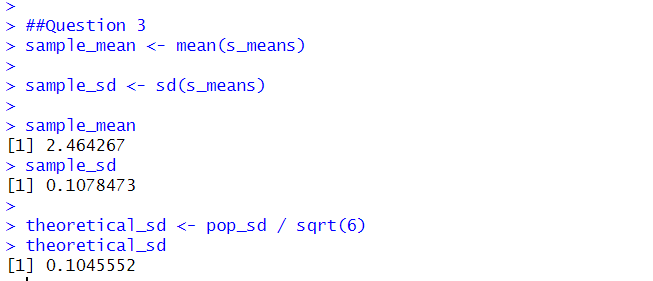 >
> ##Question 3
> sample_mean <- mean(s_means)
>
> sample_sd <- sd(s_means)
>
> sample_mean
[1] 2.464267
> sample_sd
[1] 0.1078473
>
> theoretical_sd <- pop_sd / sqrt(6)
> theoretical_sd
[1] 0.1045552